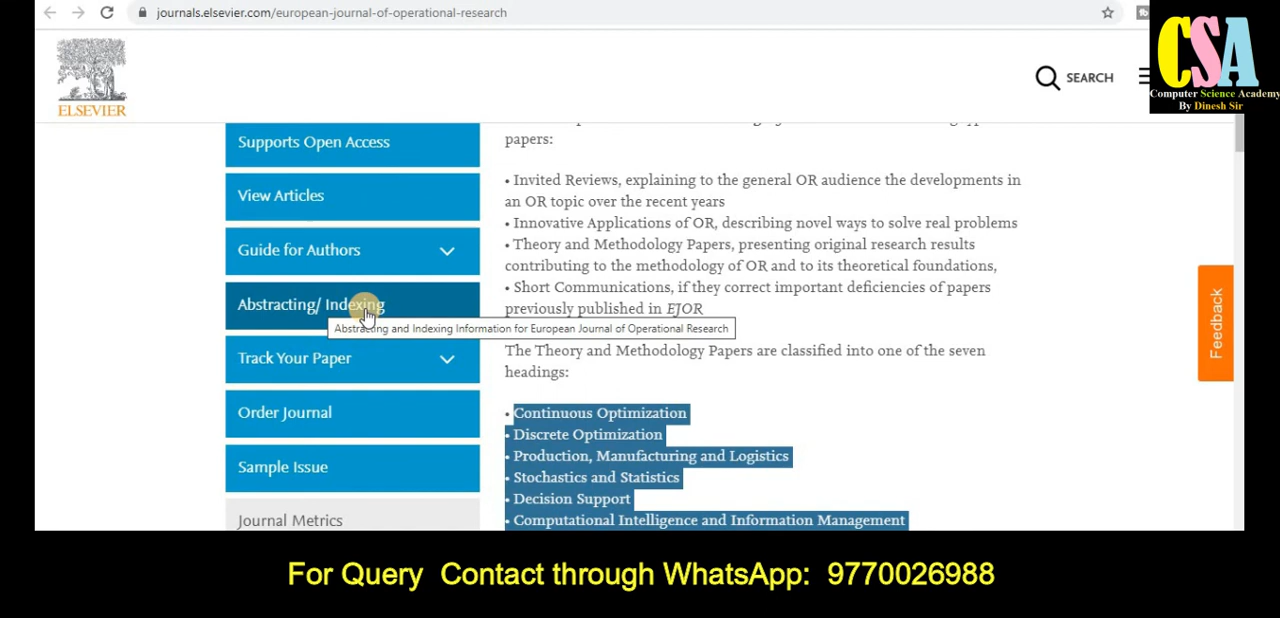 journals.elsevier.com/european-journal-of-operational-research
CSA
Computer Science Academy
By Dinesh Sir
ELSEVIER
SEARCH
Supports Open Access
View Articles
Guide for Authors
Abstracting/ Indexing
Abstracting and Indexing Information for European Journal of Operational Research
Track Your Paper
Order Journal
Sample Issue
Journal Metrics
papers:
• Invited Reviews, explaining to the general OR audience the developments in
an OR topic over the recent years
• Innovative Applications of OR, describing novel ways to solve real problems
• Theory and Methodology Papers, presenting original research results
contributing to the methodology of OR and to its theoretical foundations,
• Short Communications, if they correct important deficiencies of papers
previously published in EJOR
The Theory and Methodology Papers are classified into one of the seven
headings:
• Continuous Optimization
• Discrete Optimization
• Production, Manufacturing and Logistics
• Stochastics and Statistics
• Decision Support
• Computational Intelligence and Information Management
Feedback
For Query Contact through WhatsApp: 9770026988